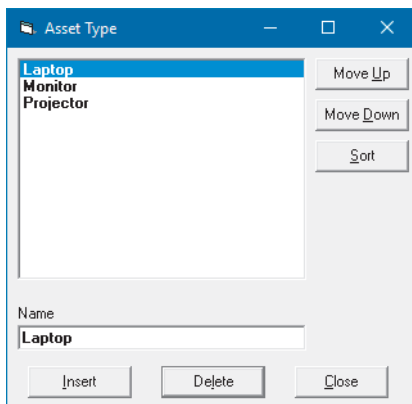 Asset Type
Laptop
Monitor
Projector
Move Up
Move Down
Sort
Name
Laptop
Insert
Delete
Close